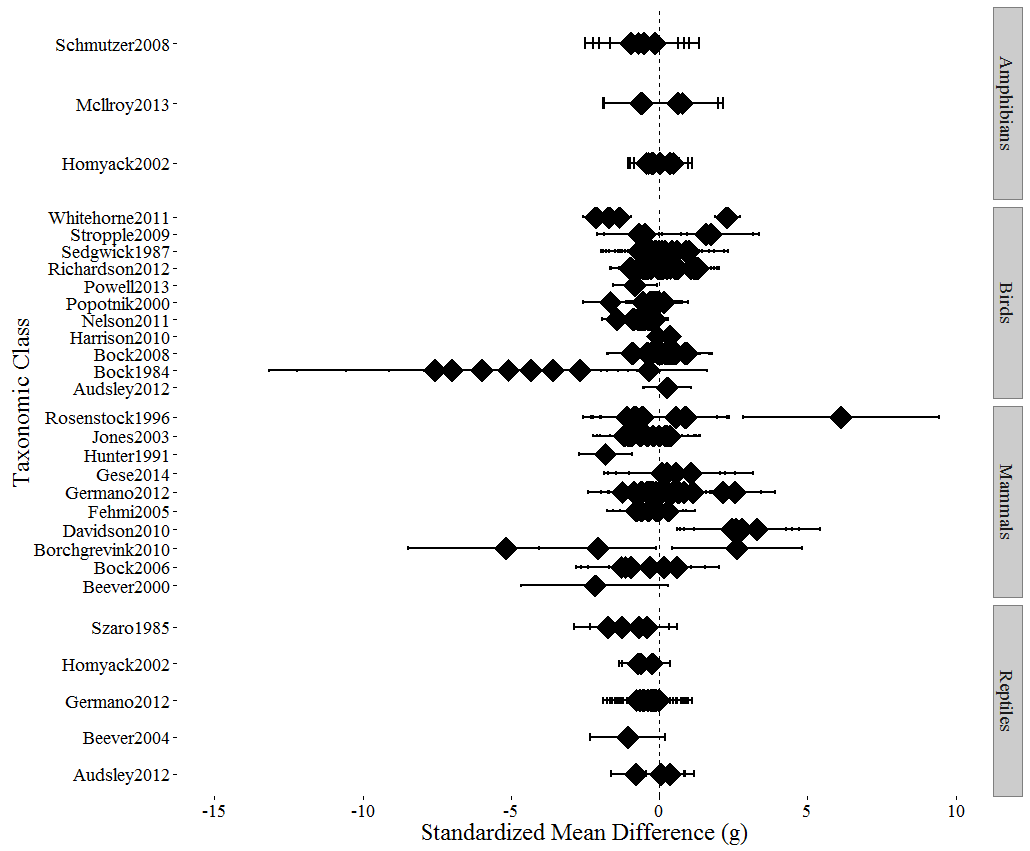 Schmutzer2008
McIlroy2013
Homyack2002
Amphibians
Whitehorne2011
Stropple2009
Sedgwick1987
Richardson2012
Powell2013
Popotnik2000
Nelson2011
Harrison2010
Bock2008
Bock1984
Audsley2012
Birds
Rosenstock1996
Jones2003
Hunter1991
Gese2014
Germano2012
Fehmi2005
Davidson2010
Borchgrevink2010
Bock2006
Beever2000
Mammals
Szaro1985
Homyack2002
Germano2012
Beever2004
Audsley2012
Reptiles
Taxonomic Class
-15 -10 -5 0 5 10
Standardized Mean Difference (g)